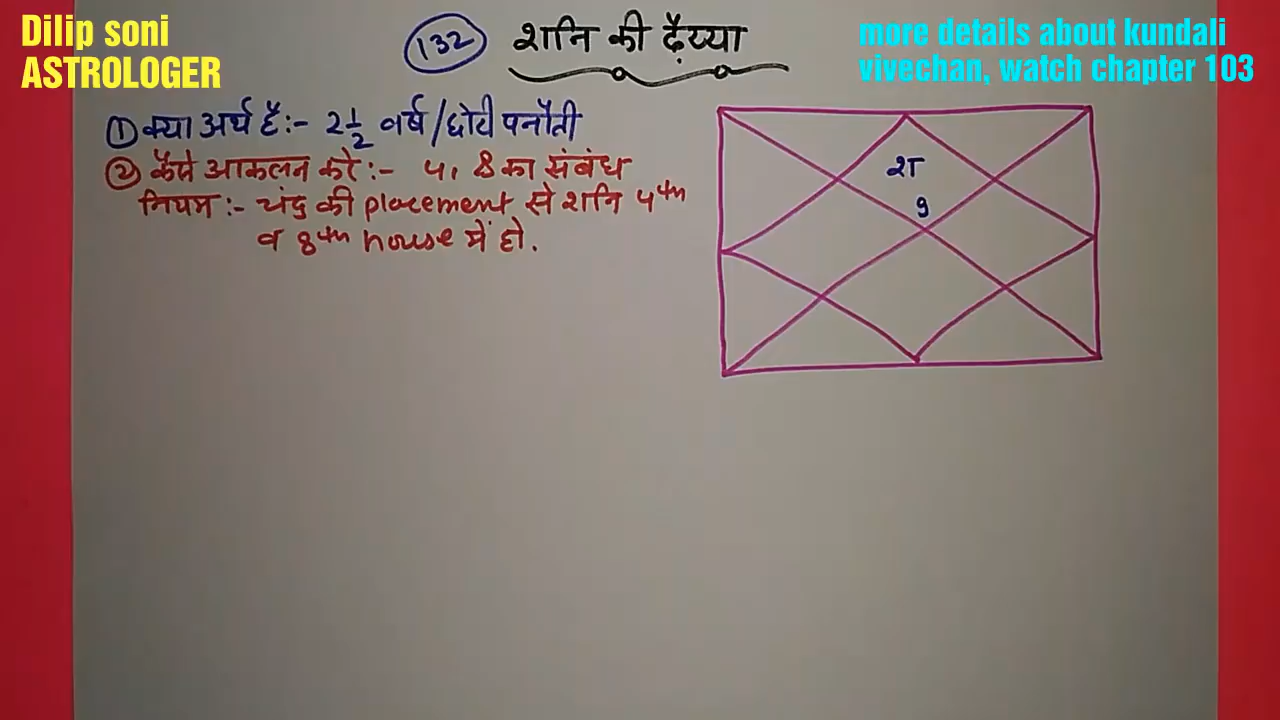 Dilip soni
ASTROLOGER
more details about kundali
vivechan, watch chapter 103
132 शनि की ढ़ैय्या
① क्या अर्थ है:- 2½ वर्ष/छोटी पनौती
② कैसे आकलन करे:- 4, 8 का संबंध
नियम:- चंद्र की placement से शनि 4th
व 8th house में हो.
श
9